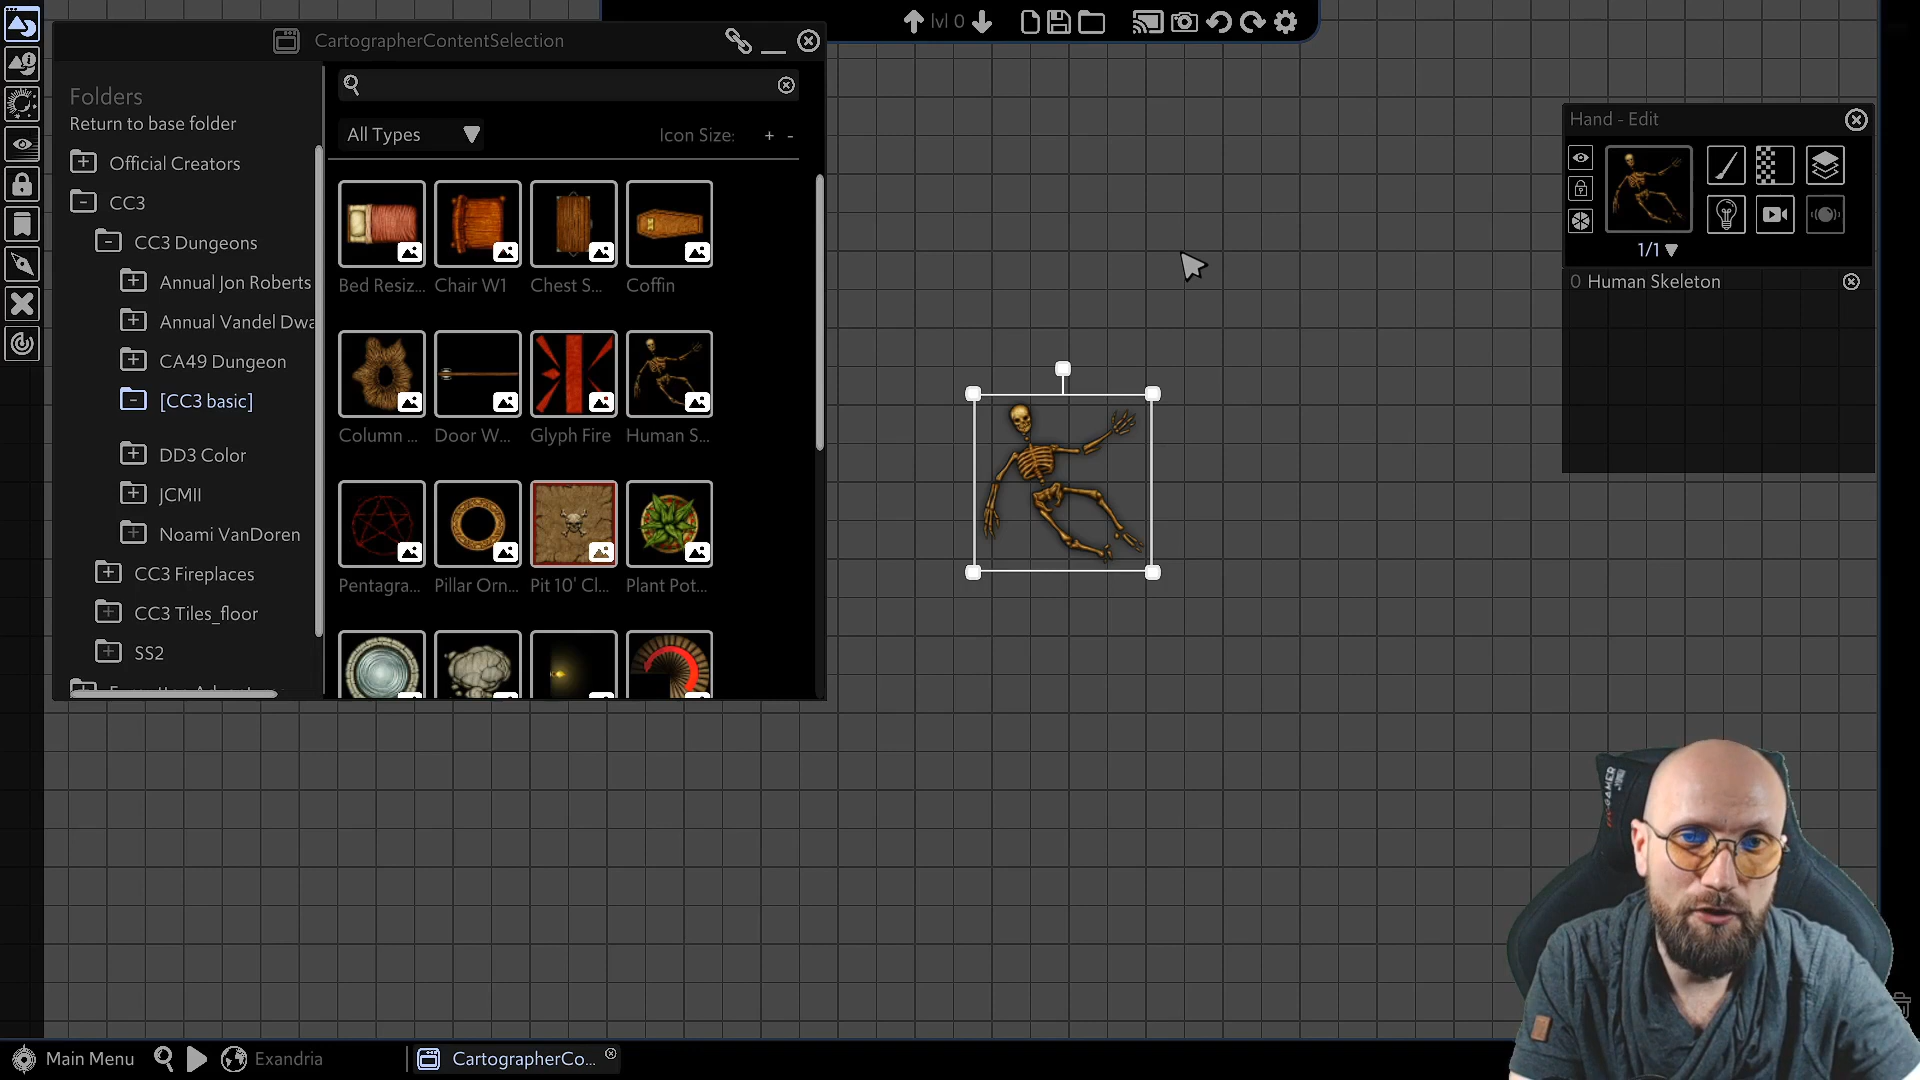 lvl 0
CartographerContentSelection
Folders
Return to base folder
Official Creators
CC3
CC3 Dungeons
Annual Jon Roberts
Annual Vandel Dwa
CA49 Dungeon
[CC3 basic]
DD3 Color
JCMII
Noami VanDoren
CC3 Fireplaces
CC3 Tiles_floor
SS2
All Types
Icon Size: + -
Bed Resiz...
Chair W1
Chest S...
Coffin
Column ...
Door W...
Glyph Fire
Human S...
Pentagra...
Pillar Orn...
Pit 10' Cl...
Plant Pot...
Hand - Edit
1/1
0 Human Skeleton
Main Menu
Exandria
CartographerCo...